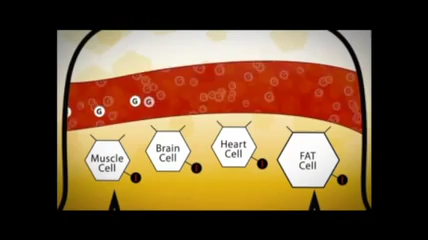 G
G G
Muscle
Cell
Brain
Cell
Heart
Cell
FAT
Cell